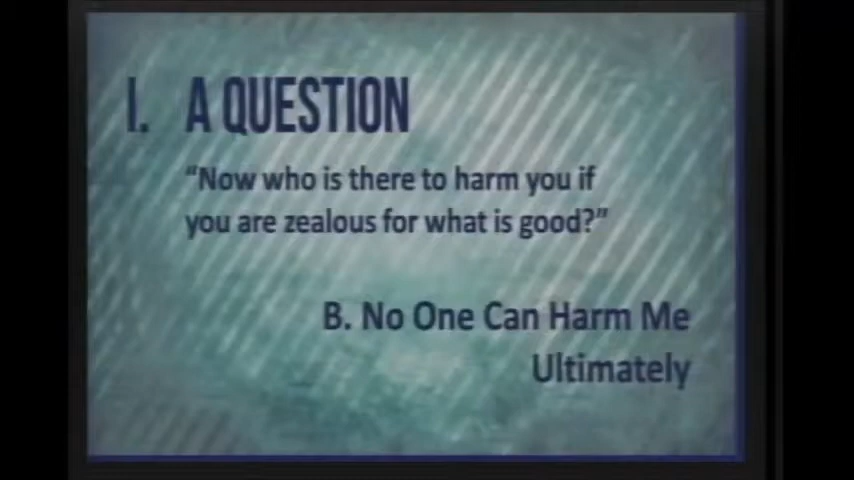 I. A QUESTION
“Now who is there to harm you if
you are zealous for what is good?”
B. No One Can Harm Me
Ultimately